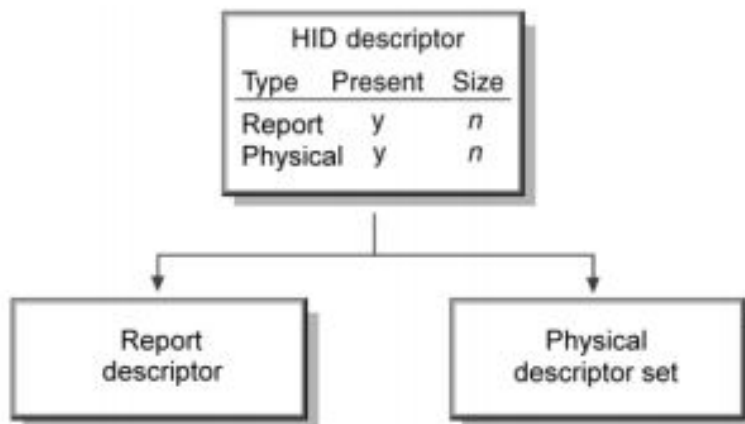 HID descriptor
Type Present Size
Report y n
Physical y n
Report
descriptor
Physical
descriptor set